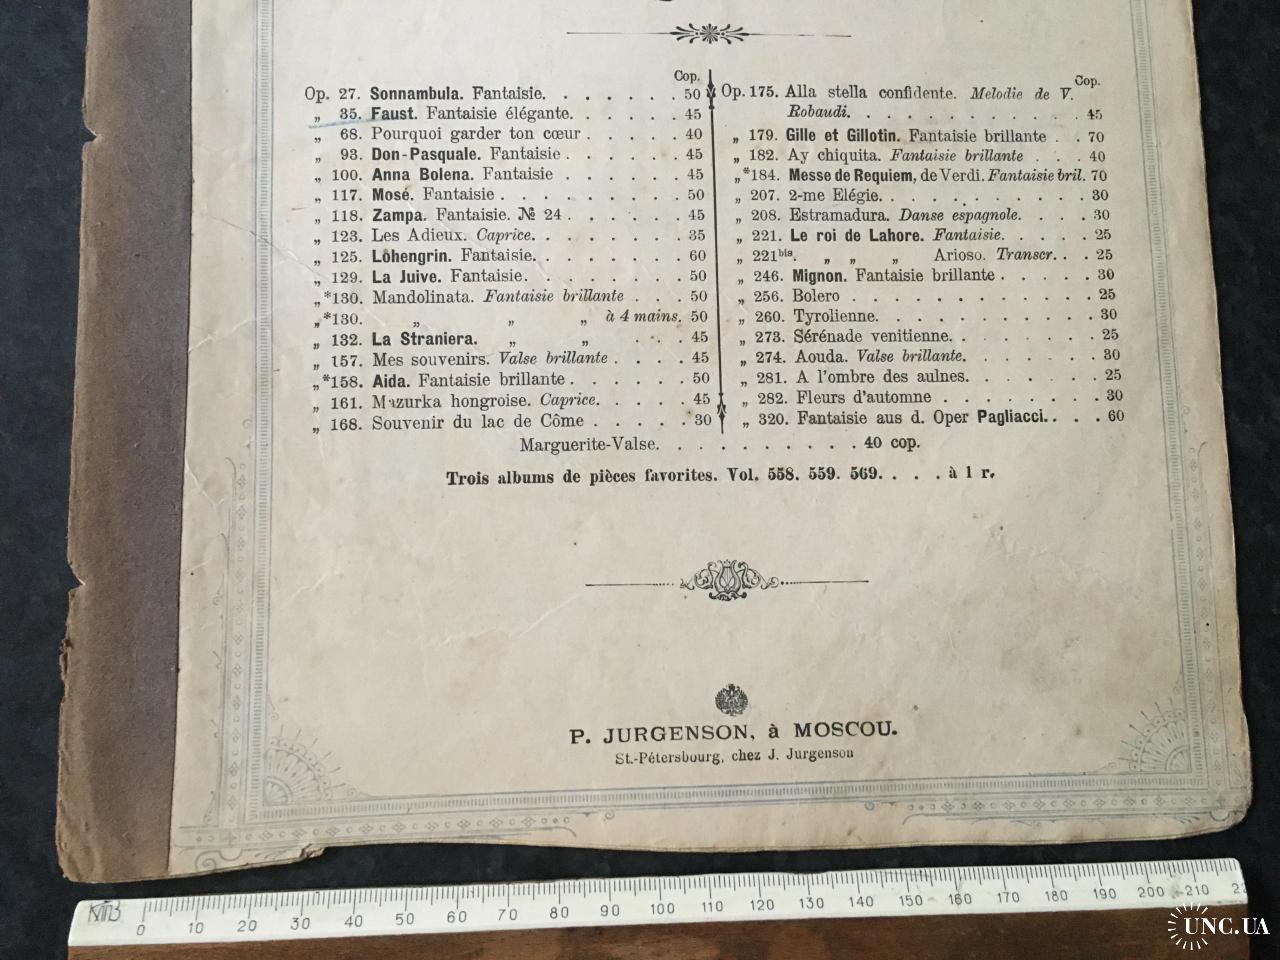 Cop.
Op. 27. Sonnambula. Fantaisie. . . . . . . 50
„ 35. Faust. Fantaisie élégante. . . . . . 45
„ 68. Pourquoi garder ton cœur . . . . . 40
„ 93. Don-Pasquale. Fantaisie . . . . . . 45
„ 100. Anna Bolena. Fantaisie . . . . . . 45
„ 117. Mosé. Fantaisie . . . . . . . . . 50
„ 118. Zampa. Fantaisie. № 24 . . . . . . 45
„ 123. Les Adieux. Caprice. . . . . . . . 35
„ 125. Lôhengrin. Fantaisie. . . . . . . 60
„ 129. La Juive. Fantaisie. . . . . . . . 50
„ *130. Mandolinata. Fantaisie brillante . . . 50
„ *130. „ „ „ à 4 mains. 50
„ 132. La Straniera. „ „ . . . 45
„ 157. Mes souvenirs. Valse brillante . . . . 45
„ *158. Aida. Fantaisie brillante . . . . . . 50
„ 161. Mazurka hongroise. Caprice. . . . . 45
„ 168. Souvenir du lac de Côme . . . . . 30
Cop.
Op. 175. Alla stella confidente. Melodie de V.
Robaudi. . . . . . . . . . . . 45
„ 179. Gille et Gillotin. Fantaisie brillante . . 70
„ 182. Ay chiquita. Fantaisie brillante . . . 40
„ *184. Messe de Requiem, de Verdi. Fantaisie bril. 70
„ 207. 2-me Elégie. . . . . . . . . . . 30
„ 208. Estramadura. Danse espagnole. . . . 30
„ 221. Le roi de Lahore. Fantaisie. . . . . 25
„ 221bis. „ „ „ Arioso. Transcr. . . 25
„ 246. Mignon. Fantaisie brillante . . . . . 30
„ 256. Bolero . . . . . . . . . . . . 25
„ 260. Tyrolienne. . . . . . . . . . . 30
„ 273. Sérénade venitienne. . . . . . . . 25
„ 274. Aouda. Valse brillante. . . . . . . 30
„ 281. A l'ombre des aulnes. . . . . . . 25
„ 282. Fleurs d'automne . . . . . . . . 30
„ 320. Fantaisie aus d. Oper Pagliacci. . . . 60
Marguerite-Valse. . . . . . . . . . 40 cop.
Trois albums de pièces favorites. Vol. 558. 559. 569. . . . . à 1 r.
P. JURGENSON, à MOSCOU.
St.-Pétersbourg, chez J. Jurgenson
0 10 20 30 40 50 60 70 80 90 100 110 120 130 140 150 160 170 180 190 200 210 22
UNC.UA